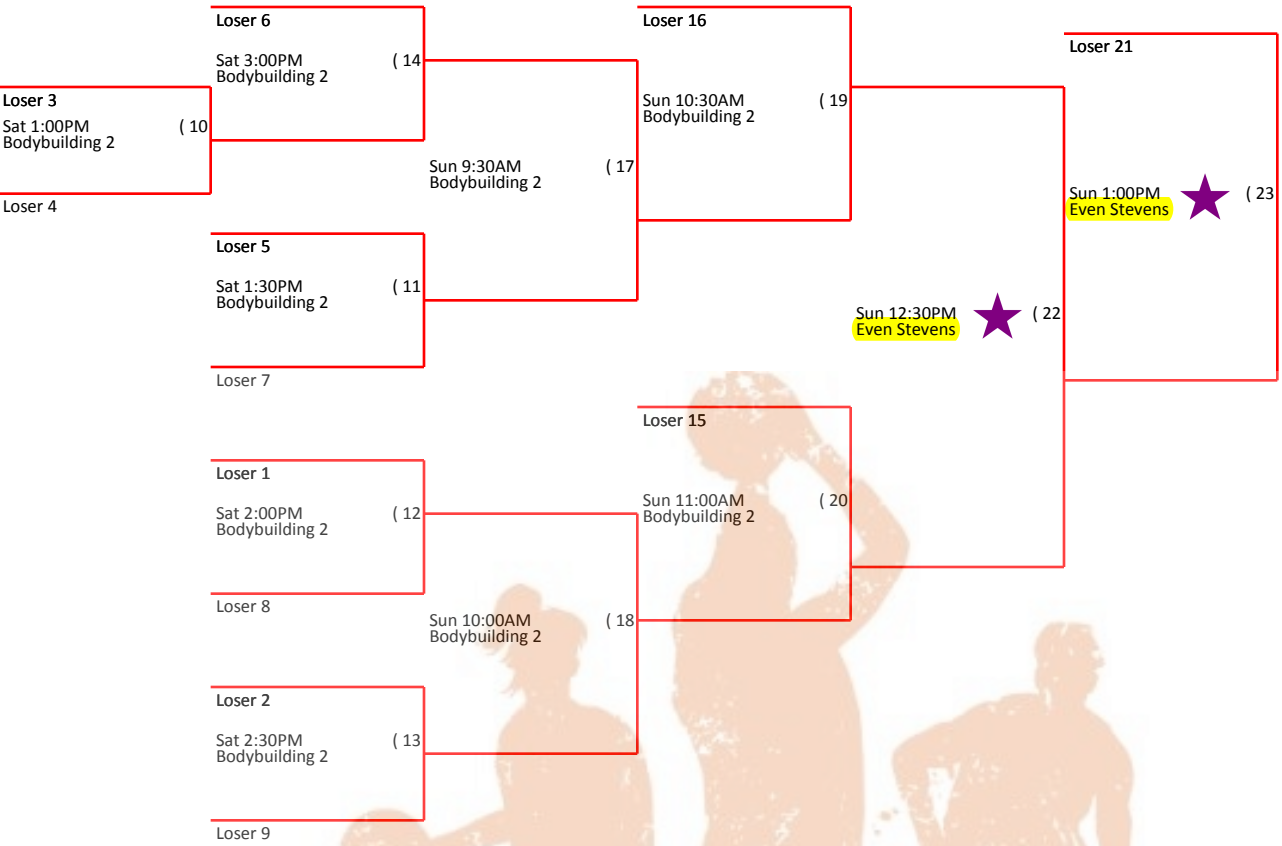 Loser 6
Sat 3:00PM
Bodybuilding 2
( 14
Loser 3
Sat 1:00PM
Bodybuilding 2
( 10
Loser 4
Loser 5
Sat 1:30PM
Bodybuilding 2
( 11
Loser 7
Sun 9:30AM
Bodybuilding 2
( 17
Loser 16
Sun 10:30AM
Bodybuilding 2
( 19
Loser 1
Sat 2:00PM
Bodybuilding 2
( 12
Loser 8
Loser 2
Sat 2:30PM
Bodybuilding 2
( 13
Loser 9
Sun 10:00AM
Bodybuilding 2
( 18
Loser 15
Sun 11:00AM
Bodybuilding 2
( 20
Sun 12:30PM
Even Stevens
( 22
Loser 21
Sun 1:00PM
Even Stevens
( 23